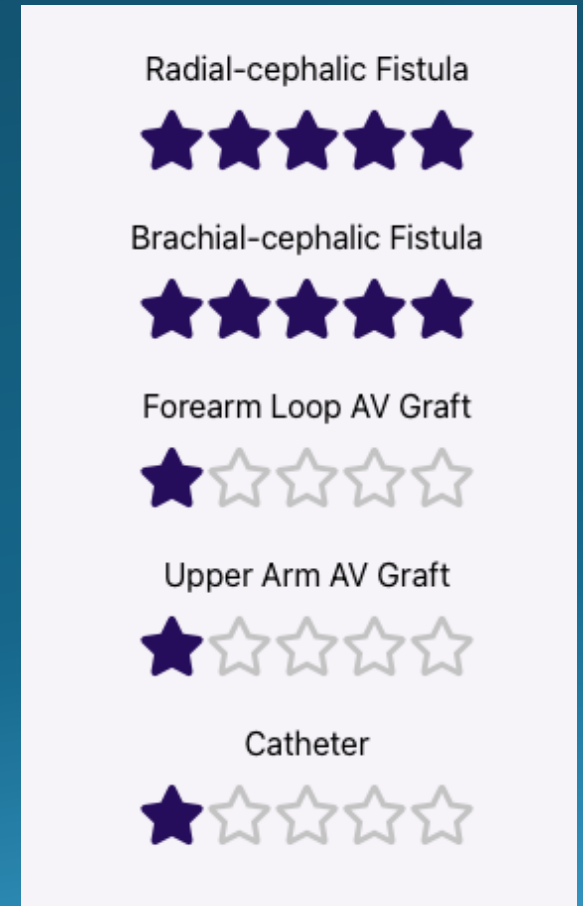 Radial-cephalic Fistula
Brachial-cephalic Fistula
Forearm Loop AV Graft
Upper Arm AV Graft
Catheter